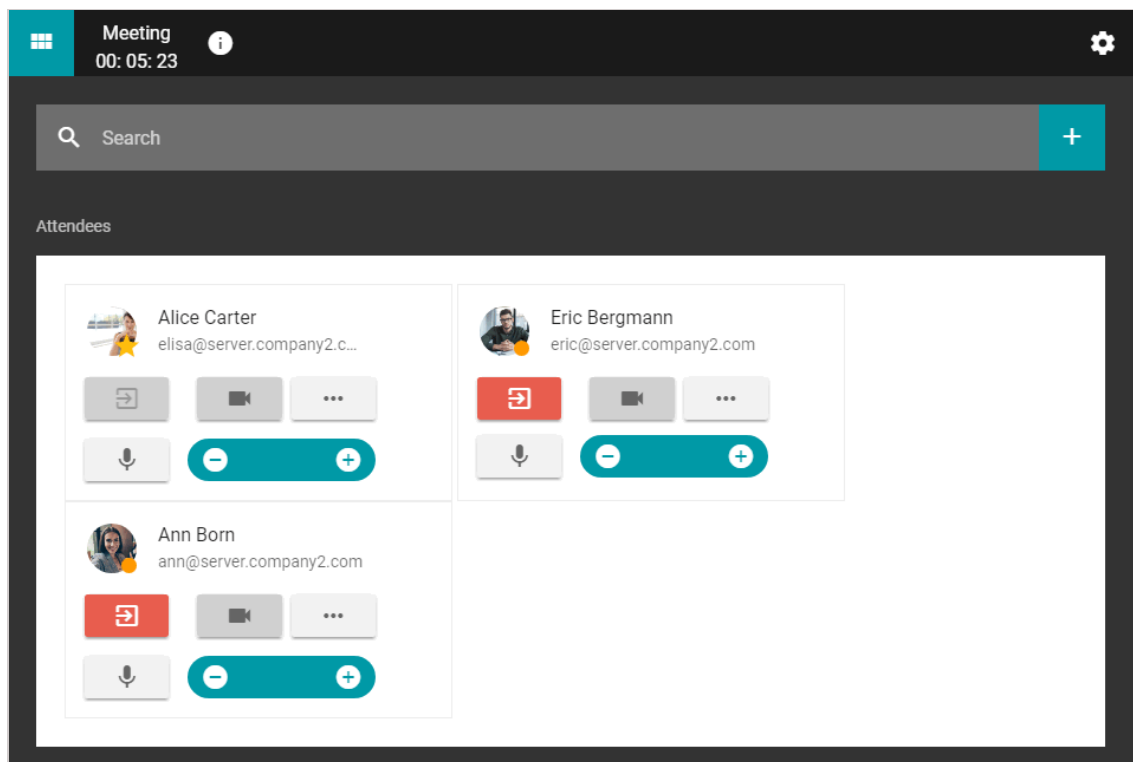 Meeting
00: 05: 23
Search
Attendees
Alice Carter
elisa@server.company2.c...
Eric Bergmann
eric@server.company2.com
Ann Born
ann@server.company2.com